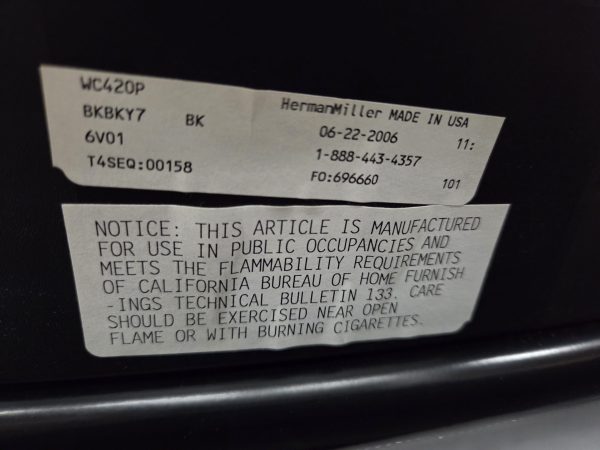 WC420P
BKBKY7 BK
6V01
T4SEQ:00158
HermanMiller MADE IN USA
06-22-2006 11:
1-888-443-4357
FO:696660 101
NOTICE: THIS ARTICLE IS MANUFACTURED
FOR USE IN PUBLIC OCCUPANCIES AND
MEETS THE FLAMMABILITY REQUIREMENTS
OF CALIFORNIA BUREAU OF HOME FURNISH
-INGS TECHNICAL BULLETIN 133. CARE
SHOULD BE EXERCISED NEAR OPEN
FLAME OR WITH BURNING CIGARETTES.